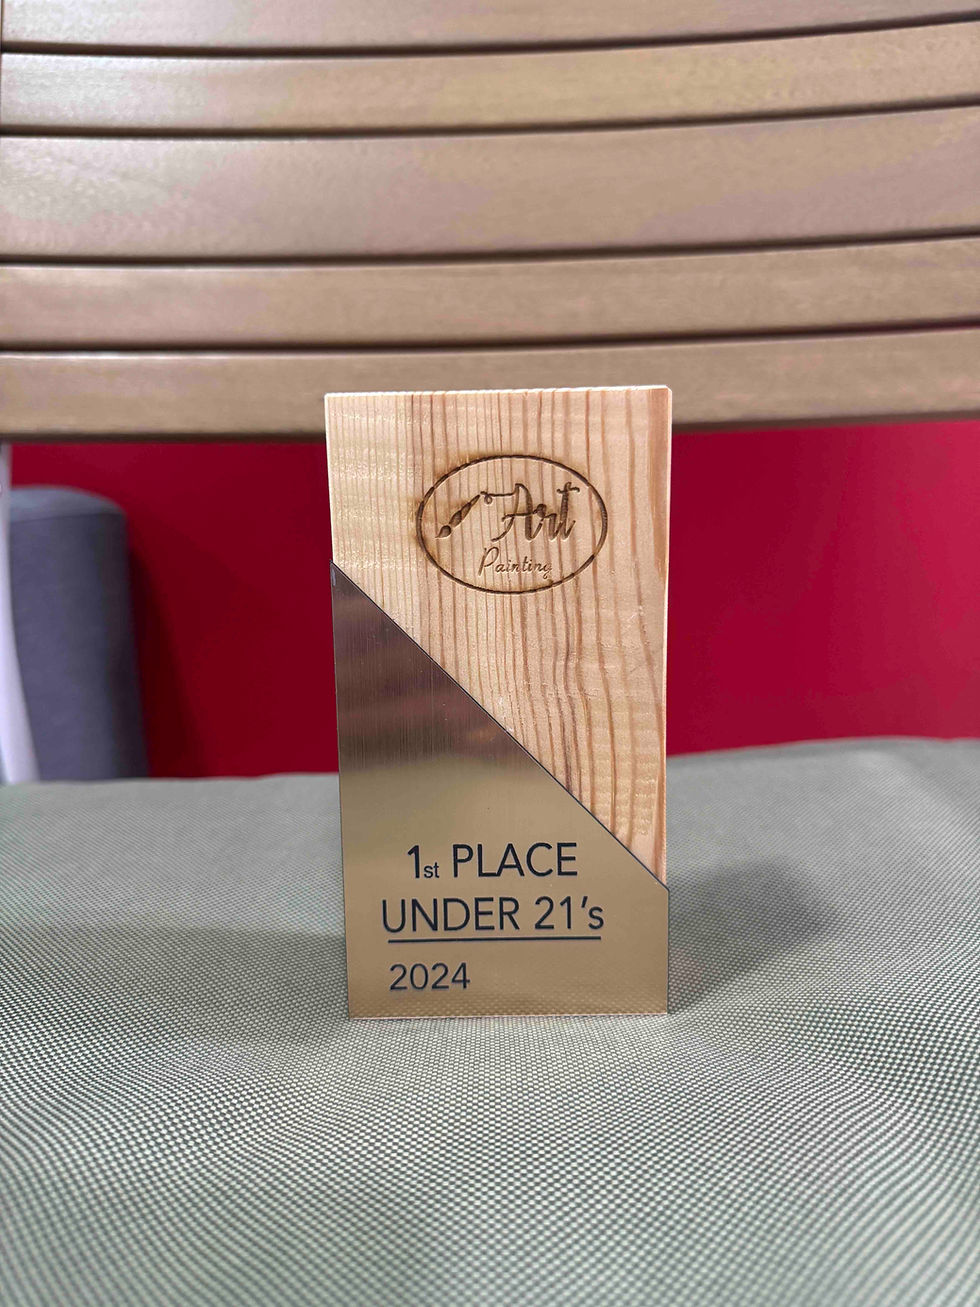 Art
Painting
1st PLACE
UNDER 21's
2024